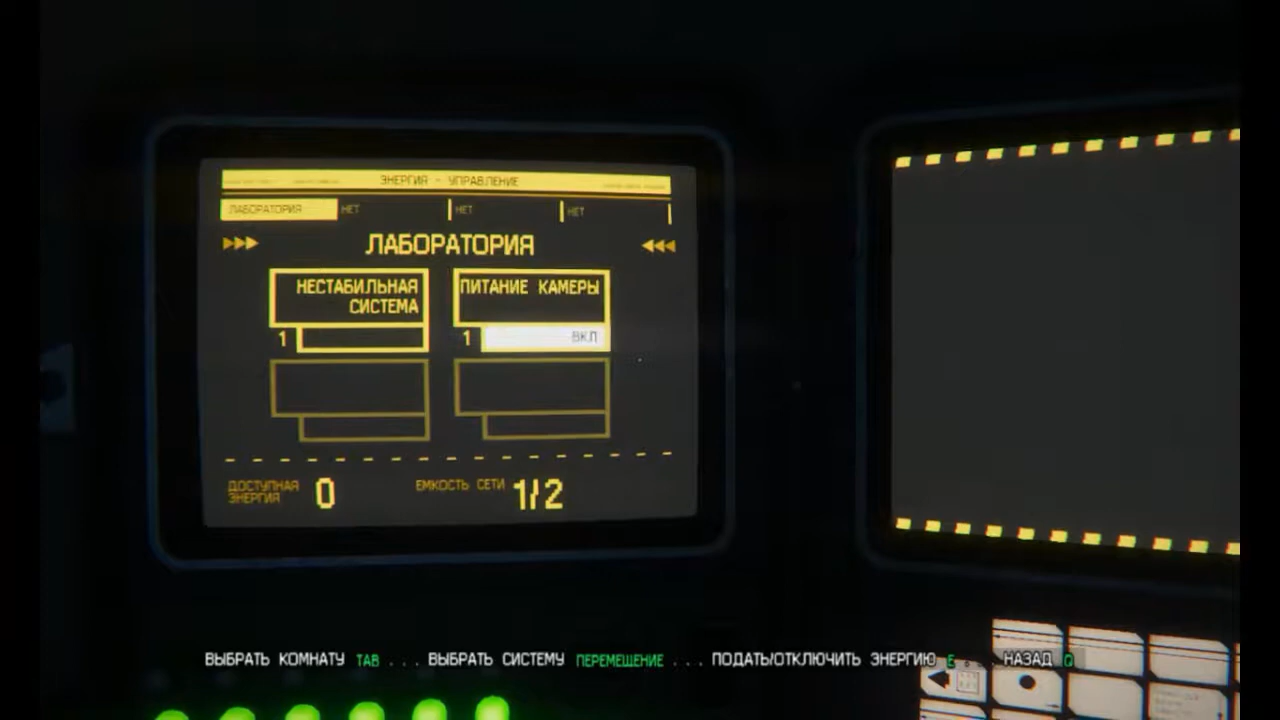 ЭНЕРГИЯ - УПРАВЛЕНИЕ
ЛАБОРАТОРИЯ НЕТ НЕТ НЕТ
ЛАБОРАТОРИЯ
НЕСТАБИЛЬНАЯ
СИСТЕМА
1
ПИТАНИЕ КАМЕРЫ
1 ВКЛ
ДОСТУПНАЯ
ЭНЕРГИЯ 0
ЕМКОСТЬ СЕТИ 1/2
ВЫБРАТЬ КОМНАТУ TAB ... ВЫБРАТЬ СИСТЕМУ ПЕРЕМЕЩЕНИЕ .... ПОДАТЬ/ОТКЛЮЧИТЬ ЭНЕРГИЮ E НАЗАД Q